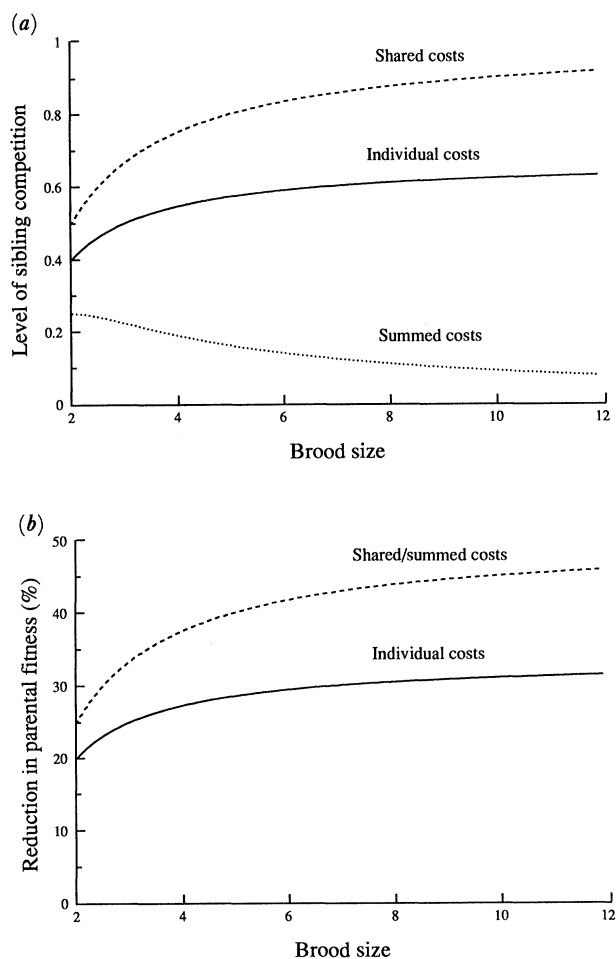 (a)
1
0.8
0.6
0.4
0.2
0
Level of sibling competition
Shared costs
Individual costs
Summed costs
2 4 6 8 10 12
Brood size
(b)
50
40
30
20
10
0
Reduction in parental fitness (%)
Shared/summed costs
Individual costs
2 4 6 8 10 12
Brood size